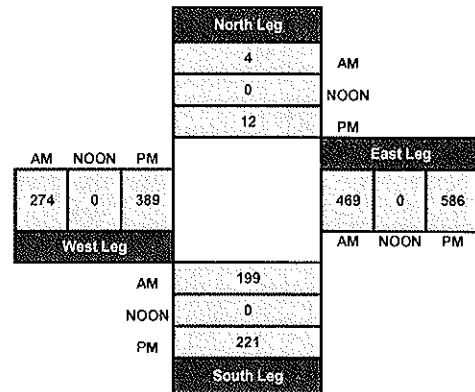 North Leg
4 AM
0 NOON
12 PM
AM NOON PM
East Leg
274 0 389
469 0 586
West Leg
AM NOON PM
AM 199
NOON 0
PM 221
South Leg